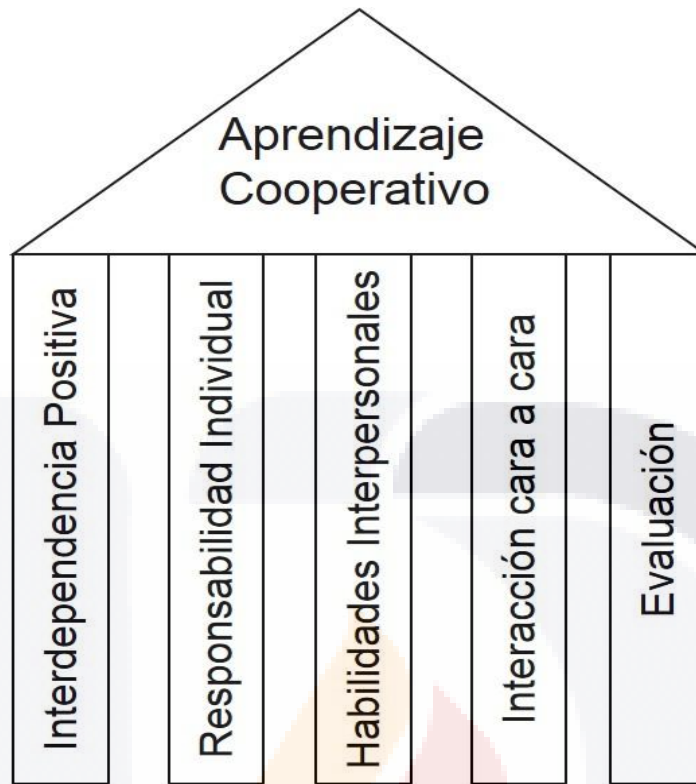 Aprendizaje
Cooperativo
Interdependencia Positiva
Responsabilidad Individual
Habilidades Interpersonales
Interacción cara a cara
Evaluación